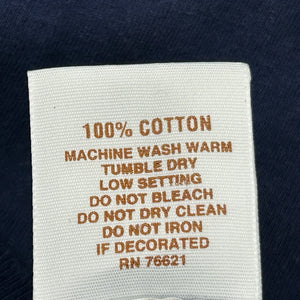 100% COTTON
MACHINE WASH WARM
TUMBLE DRY
LOW SETTING
DO NOT BLEACH
DO NOT DRY CLEAN
DO NOT IRON
IF DECORATED
RN 76621